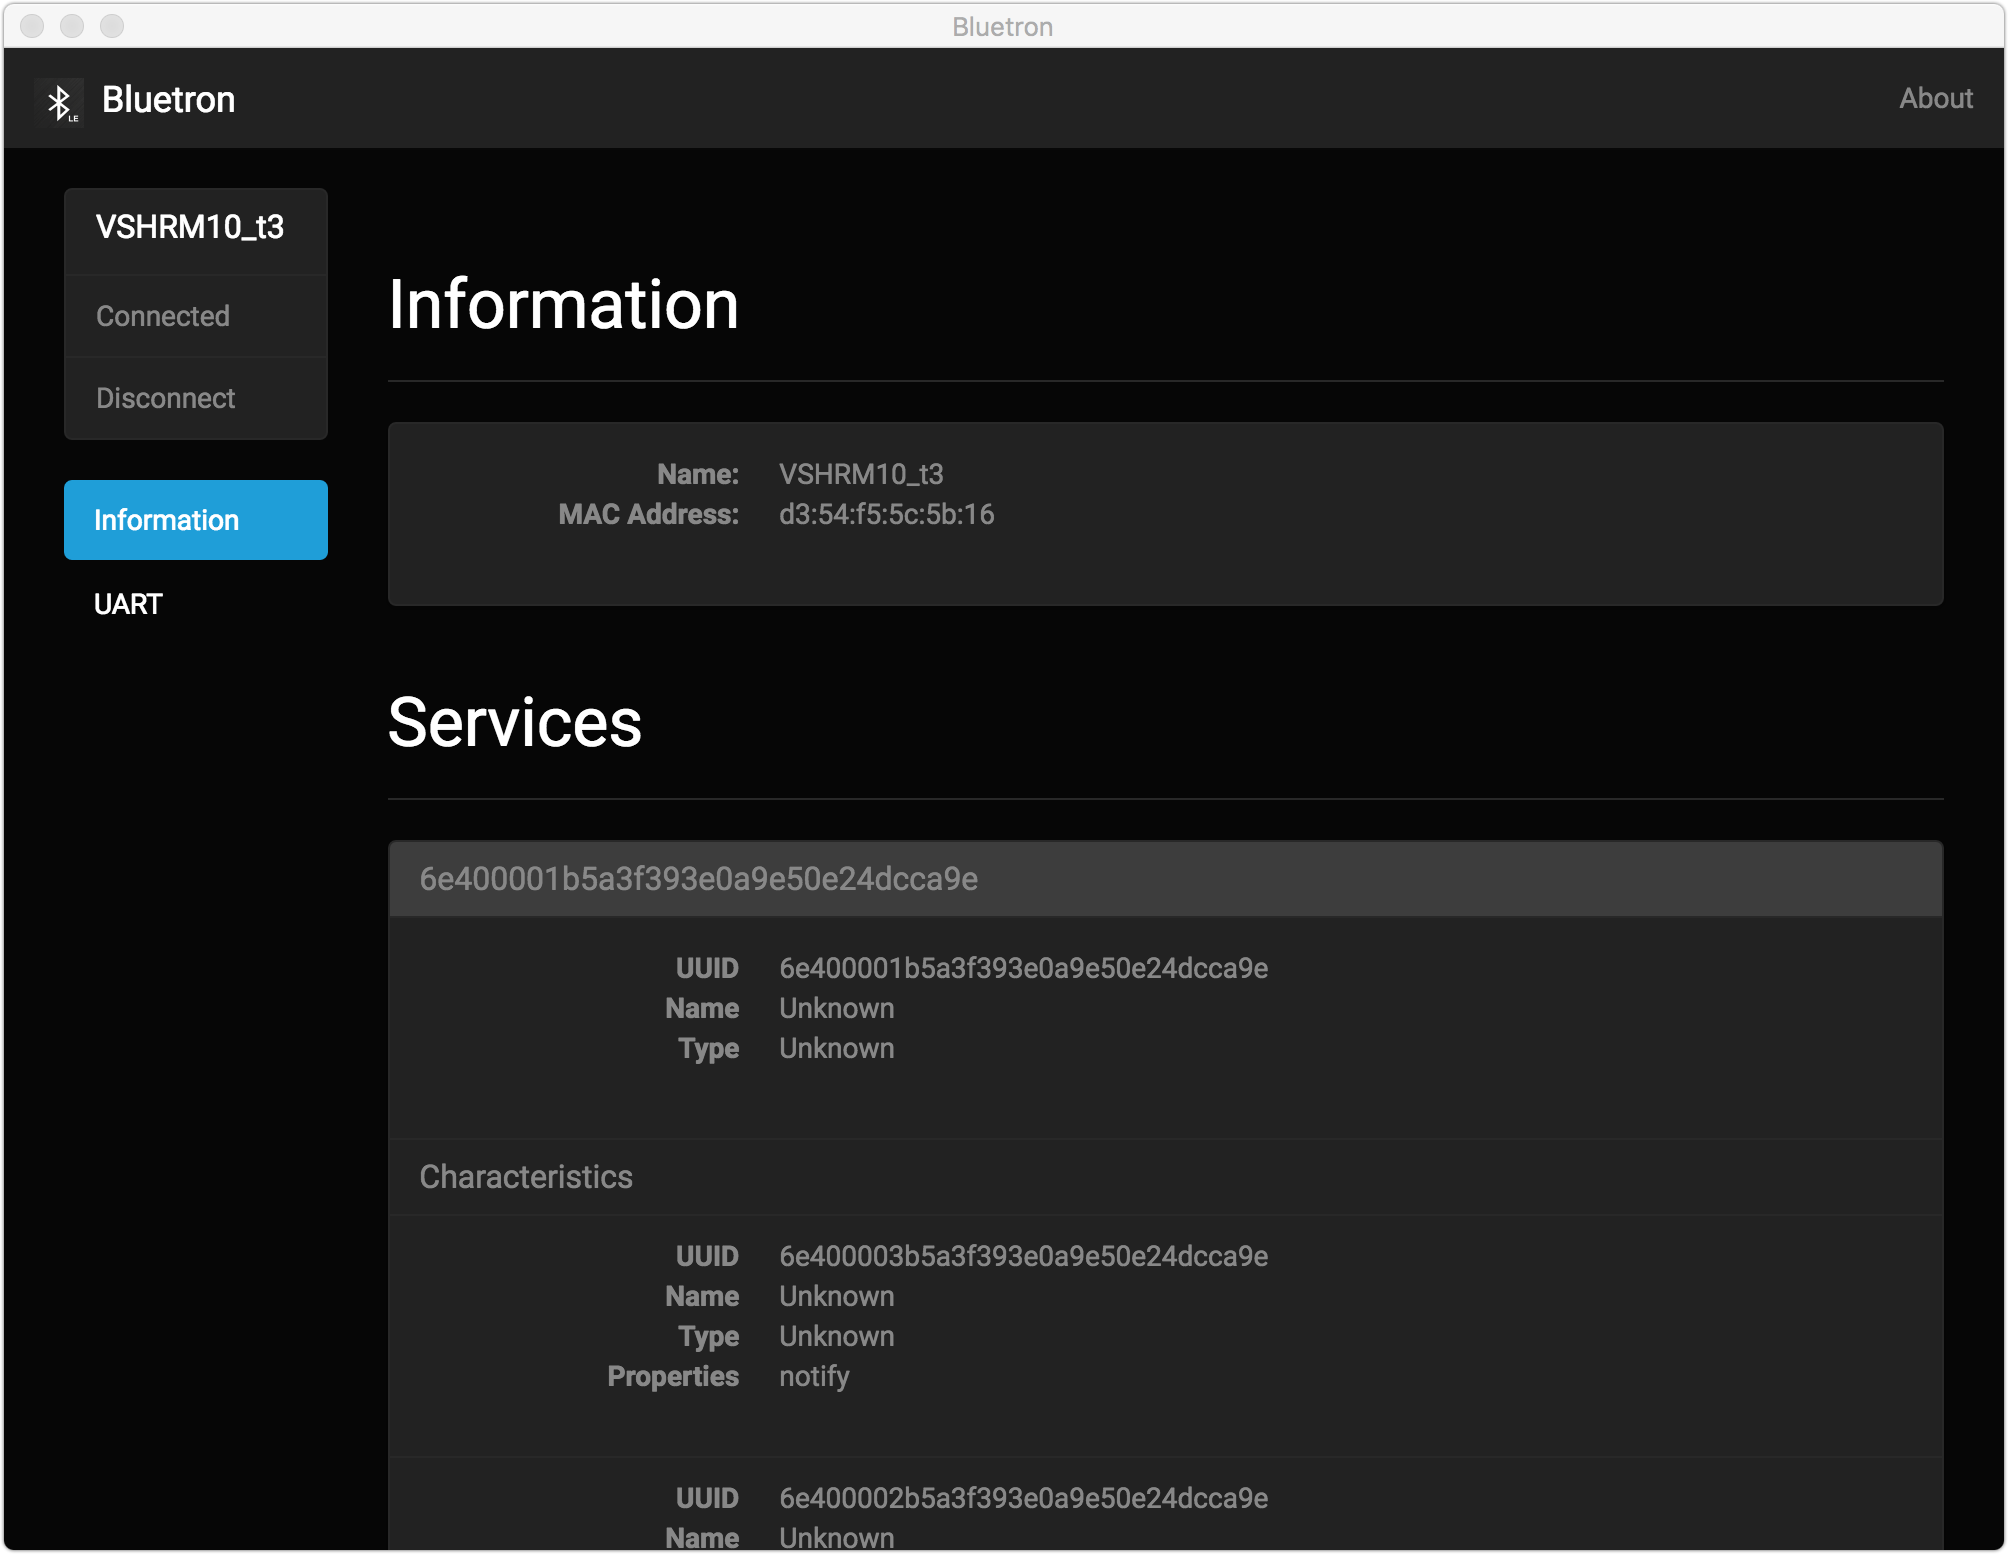 Bluetron
LE
Bluetron
About
VSHRM10_t3
Connected
Disconnect
Information
UART
Information
Name: VSHRM10_t3
MAC Address: d3:54:f5:5c:5b:16
Services
6e400001b5a3f393e0a9e50e24dcca9e
UUID 6e400001b5a3f393e0a9e50e24dcca9e
Name Unknown
Type Unknown
Characteristics
UUID 6e400003b5a3f393e0a9e50e24dcca9e
Name Unknown
Type Unknown
Properties notify
UUID 6e400002b5a3f393e0a9e50e24dcca9e
Name Unknown